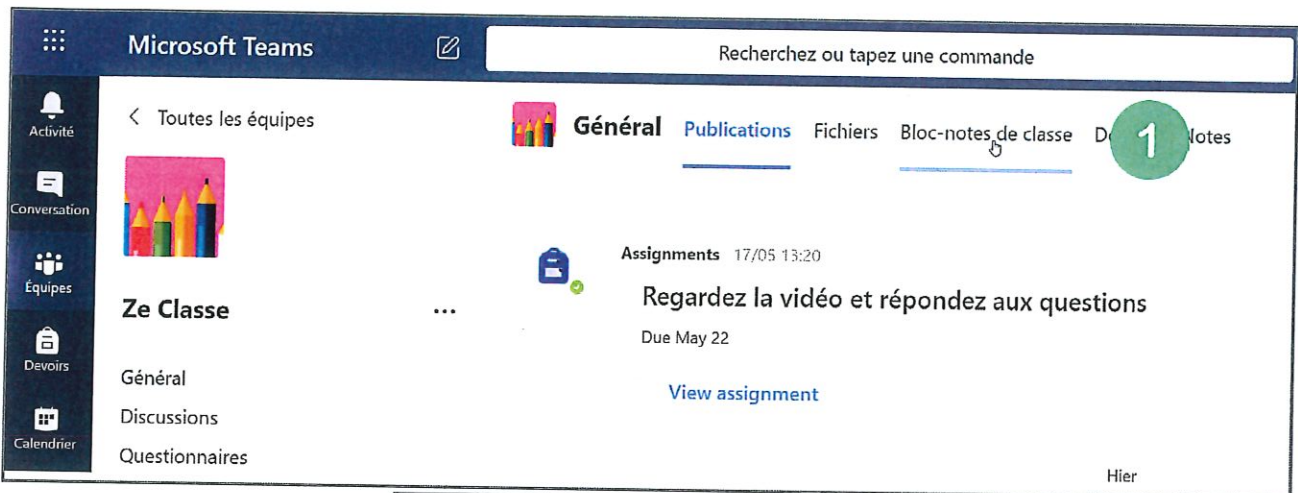 Microsoft Teams
Recherchez ou tapez une commande
Activité
Conversation
Équipes
Devoirs
Calendrier
< Toutes les équipes
Ze Classe
...
Général
Discussions
Questionnaires
Général Publications Fichiers Bloc-notes de classe 1
Assignments 17/05 13:20
Regardez la vidéo et répondez aux questions
Due May 22
View assignment
Hier